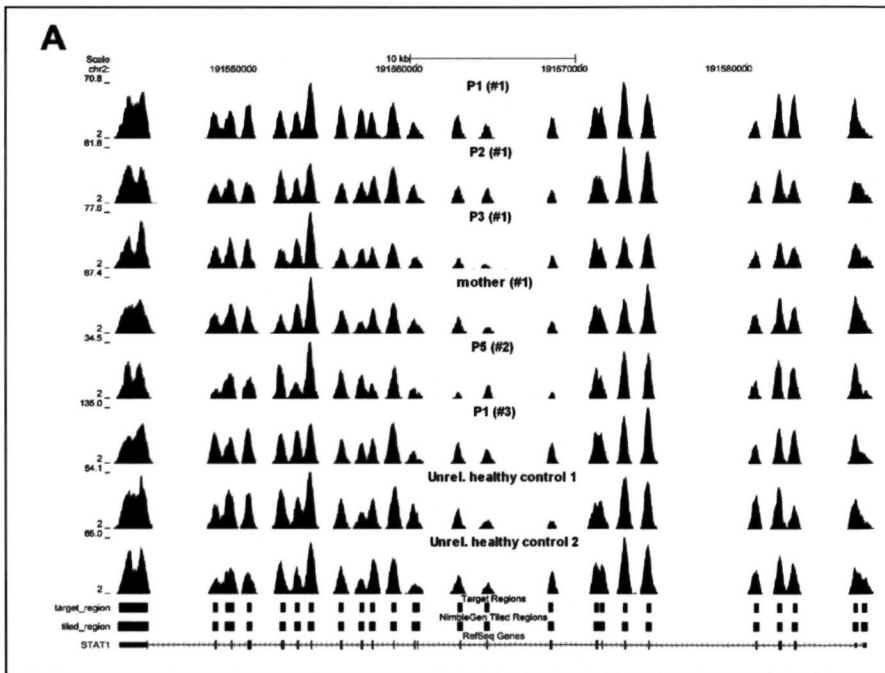 A
Scale
10 kb
chr2:
191550000
191560000
191570000
191580000
70.8
P1 (#1)
2
61.8
P2 (#1)
2
77.6
P3 (#1)
2
67.4
mother (#1)
2
34.5
P5 (#2)
2
135.0
P1 (#3)
2
54.1
Unrel. healthy control 1
2
65.0
Unrel. healthy control 2
2
Target Regions
target_region
NimbleGen Tiled Regions
tiled_region
RefSeq Genes
STAT1